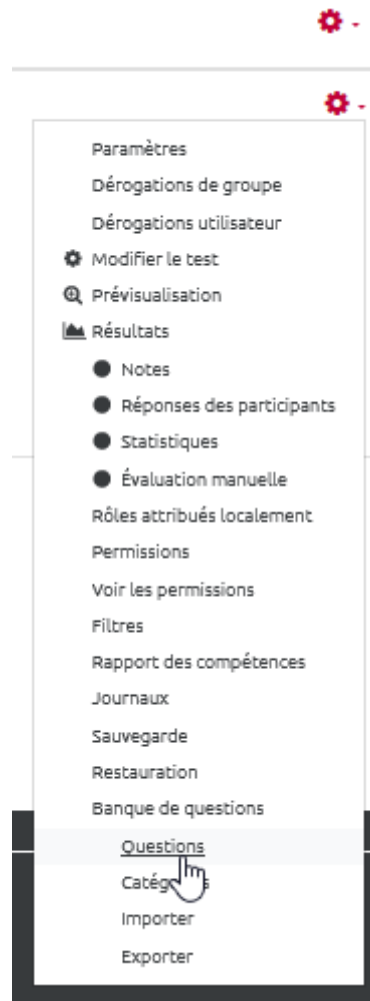 Paramètres
Dérogations de groupe
Dérogations utilisateur
Modifier le test
Prévisualisation
Résultats
Notes
Réponses des participants
Statistiques
Évaluation manuelle
Rôles attribués localement
Permissions
Voir les permissions
Filtres
Rapport des compétences
Journaux
Sauvegarde
Restauration
Banque de questions
Questions
Importer
Exporter